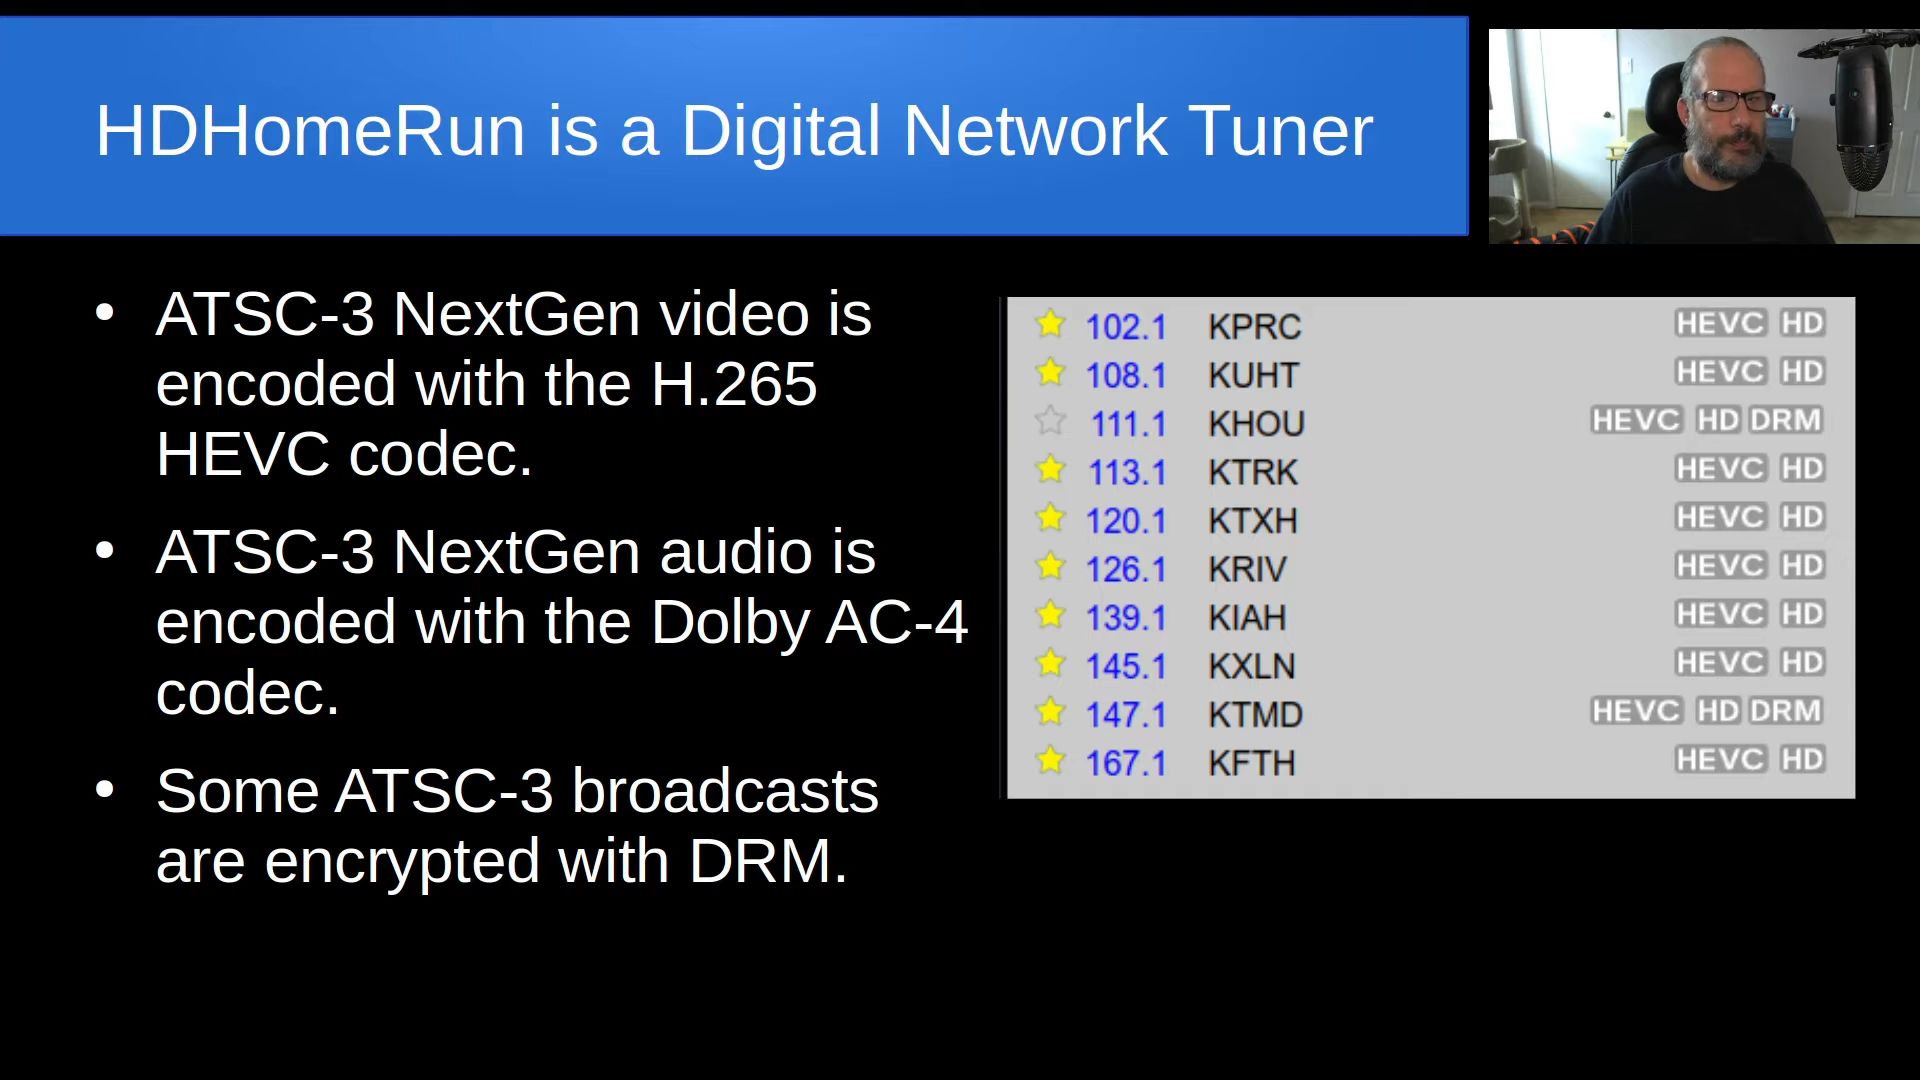 HDHomeRun is a Digital Network Tuner
• ATSC-3 NextGen video is
encoded with the H.265
HEVC codec.
• ATSC-3 NextGen audio is
encoded with the Dolby AC-4
codec.
• Some ATSC-3 broadcasts
are encrypted with DRM.
102.1 KPRC HEVC HD
108.1 KUHT HEVC HD
111.1 KHOU HEVC HD DRM
113.1 KTRK HEVC HD
120.1 KTXH HEVC HD
126.1 KRIV HEVC HD
139.1 KIAH HEVC HD
145.1 KXLN HEVC HD
147.1 KTMD HEVC HD DRM
167.1 KFTH HEVC HD